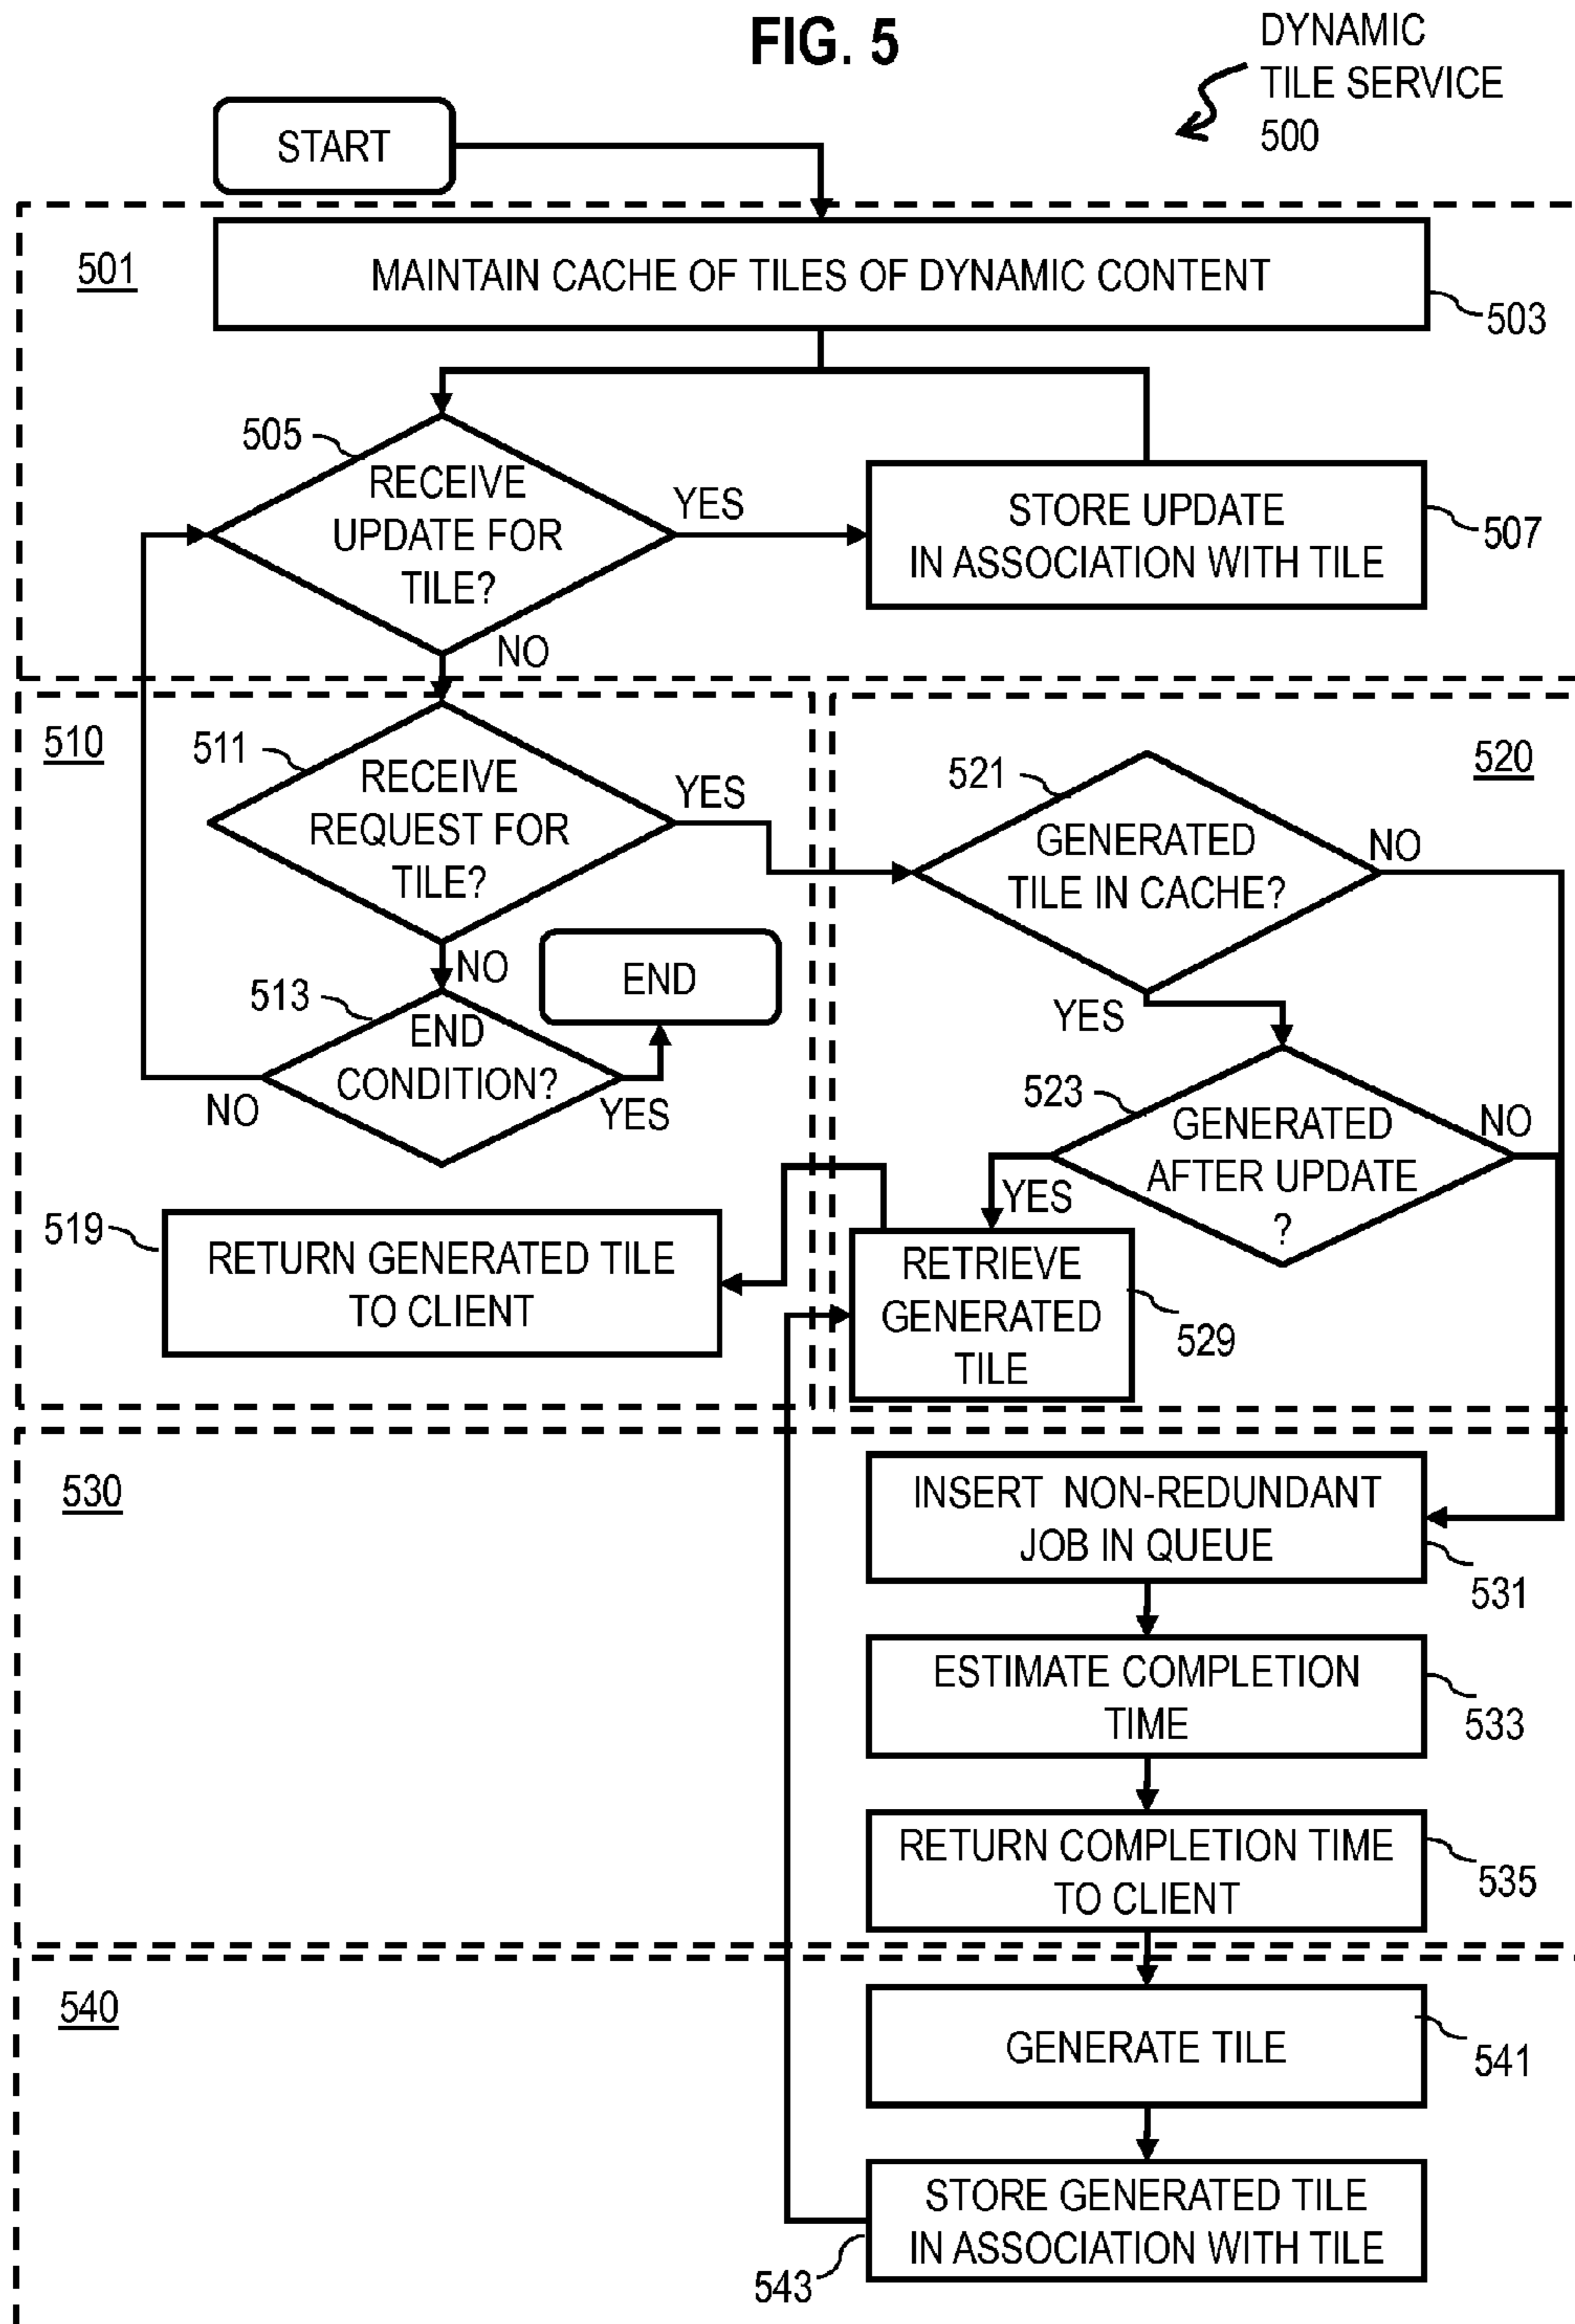 FIG. 5
DYNAMIC
TILE SERVICE
500
START
501
MAINTAIN CACHE OF TILES OF DYNAMIC CONTENT
503
505
RECEIVE
UPDATE FOR
TILE?
YES
STORE UPDATE
IN ASSOCIATION WITH TILE
507
NO
510
511
RECEIVE
REQUEST FOR
TILE?
YES
520
521
GENERATED
TILE IN CACHE?
NO
NO
END
513
END
CONDITION?
NO
YES
YES
523
GENERATED
AFTER UPDATE
?
NO
YES
519
RETURN GENERATED TILE
TO CLIENT
RETRIEVE
GENERATED
TILE
529
530
INSERT NON-REDUNDANT
JOB IN QUEUE
531
ESTIMATE COMPLETION
TIME
533
RETURN COMPLETION TIME
TO CLIENT
535
540
GENERATE TILE
541
STORE GENERATED TILE
IN ASSOCIATION WITH TILE
543